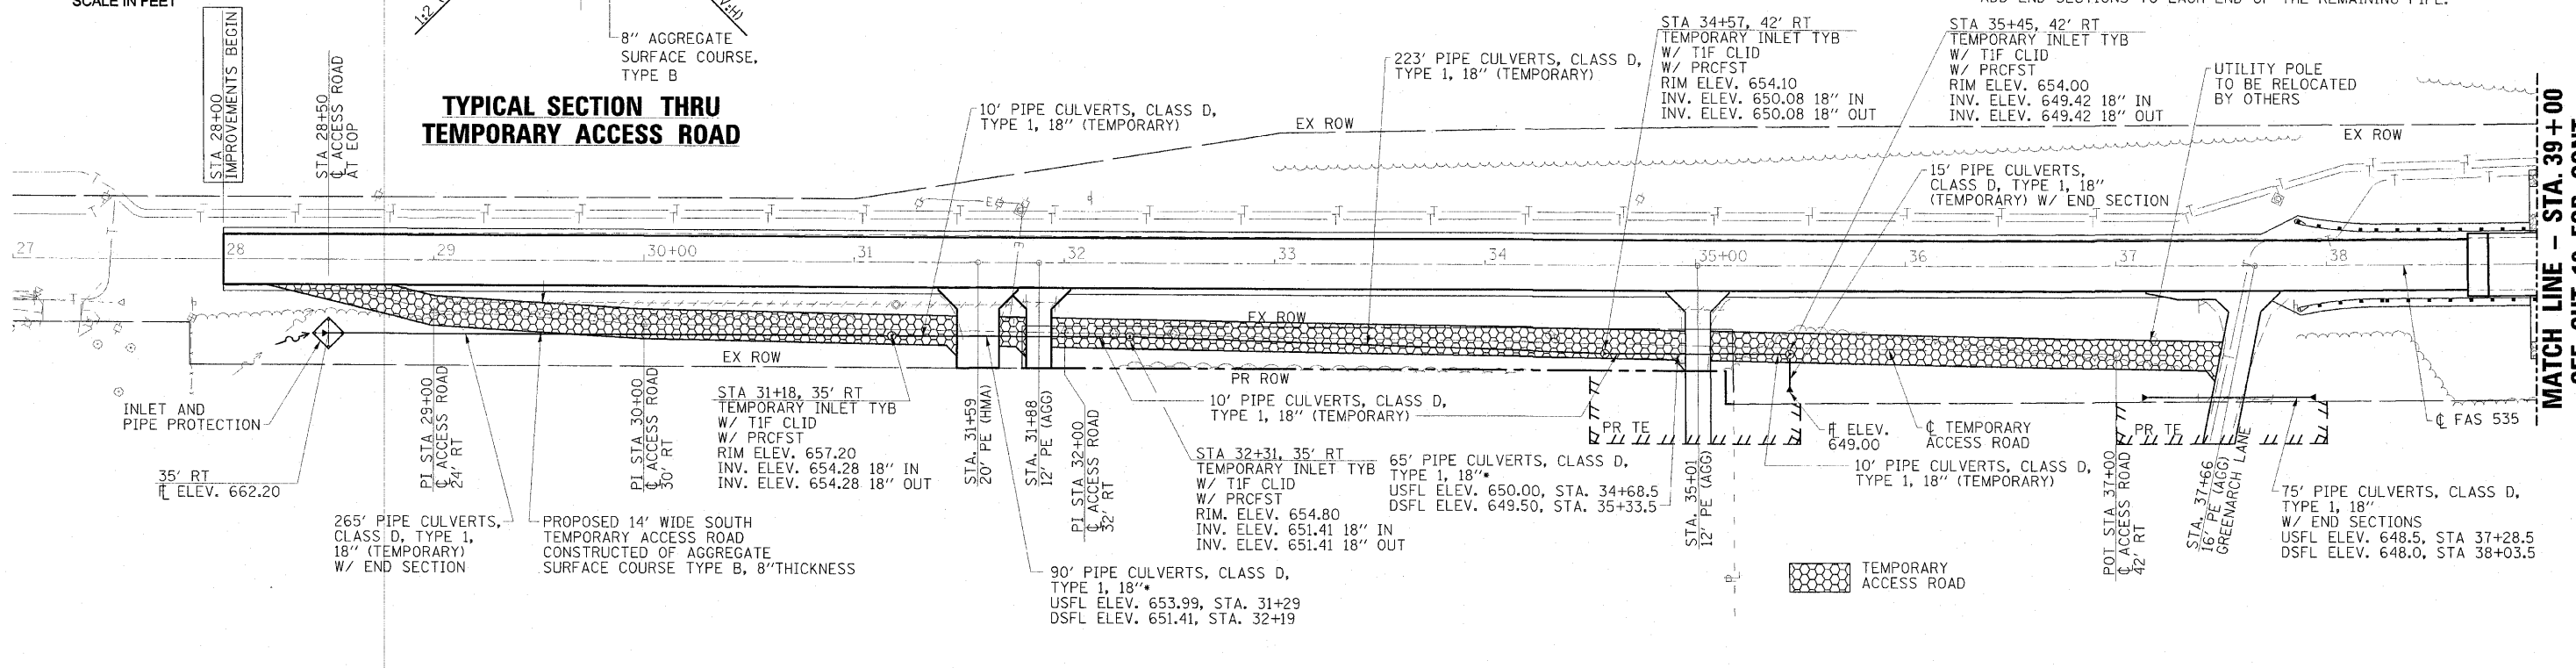 SCALE IN FEET
1:2
8" AGGREGATE
SURFACE COURSE,
TYPE B
TYPICAL SECTION THRU
TEMPORARY ACCESS ROAD
STA 28+00
IMPROVEMENTS BEGIN
STA 28+50
℄ ACCESS ROAD
AT EOP
10' PIPE CULVERTS, CLASS D,
TYPE 1, 18" (TEMPORARY)
EX ROW
223' PIPE CULVERTS, CLASS D,
TYPE 1, 18" (TEMPORARY)
STA 34+57, 42' RT
TEMPORARY INLET TYB
W/ T1F CLID
W/ PRCFST
RIM ELEV. 654.10
INV. ELEV. 650.08 18" IN
INV. ELEV. 650.08 18" OUT
STA 35+45, 42' RT
TEMPORARY INLET TYB
W/ T1F CLID
W/ PRCFST
RIM ELEV. 654.00
INV. ELEV. 649.42 18" IN
INV. ELEV. 649.42 18" OUT
UTILITY POLE
TO BE RELOCATED
BY OTHERS
EX ROW
15' PIPE CULVERTS,
CLASS D, TYPE 1, 18"
(TEMPORARY) W/ END SECTION
MATCH LINE - STA. 39+00
27
28
29
30+00
31
32
33
34
35+00
36
37
38
EX ROW
EX ROW
PR ROW
INLET AND
PIPE PROTECTION
35' RT
ELEV. 662.20
PI STA 29+00
℄ ACCESS ROAD
24' RT
PI STA 30+00
℄ ACCESS ROAD
30' RT
STA 31+18, 35' RT
TEMPORARY INLET TYB
W/ T1F CLID
W/ PRCFST
RIM ELEV. 657.20
INV. ELEV. 654.28 18" IN
INV. ELEV. 654.28 18" OUT
STA. 31+59
20' PE (HMA)
STA. 31+88
12' PE (AGG)
PI STA 32+00
℄ ACCESS ROAD
32' RT
10' PIPE CULVERTS, CLASS D,
TYPE 1, 18" (TEMPORARY)
STA 32+31, 35' RT
TEMPORARY INLET TYB
W/ T1F CLID
W/ PRCFST
RIM. ELEV. 654.80
INV. ELEV. 651.41 18" IN
INV. ELEV. 651.41 18" OUT
65' PIPE CULVERTS, CLASS D,
TYPE 1, 18"*
USFL ELEV. 650.00, STA. 34+68.5
DSFL ELEV. 649.50, STA. 35+33.5
PR TE
STA. 35+01
12' PE (AGG)
ELEV.
649.00
℄ TEMPORARY
ACCESS ROAD
10' PIPE CULVERTS, CLASS D,
TYPE 1, 18" (TEMPORARY)
PR TE
POT STA 37+00
℄ ACCESS ROAD
42' RT
STA. 37+66
16' PE (AGG)
GREENARCH LANE
℄ FAS 535
75' PIPE CULVERTS, CLASS D,
TYPE 1, 18"
W/ END SECTIONS
USFL ELEV. 648.5, STA 37+28.5
DSFL ELEV. 648.0, STA 38+03.5
265' PIPE CULVERTS,
CLASS D, TYPE 1,
18" (TEMPORARY)
W/ END SECTION
PROPOSED 14' WIDE SOUTH
TEMPORARY ACCESS ROAD
CONSTRUCTED OF AGGREGATE
SURFACE COURSE TYPE B, 8"THICKNESS
90' PIPE CULVERTS, CLASS D,
TYPE 1, 18"*
USFL ELEV. 653.99, STA. 31+29
DSFL ELEV. 651.41, STA. 32+19
TEMPORARY
ACCESS ROAD